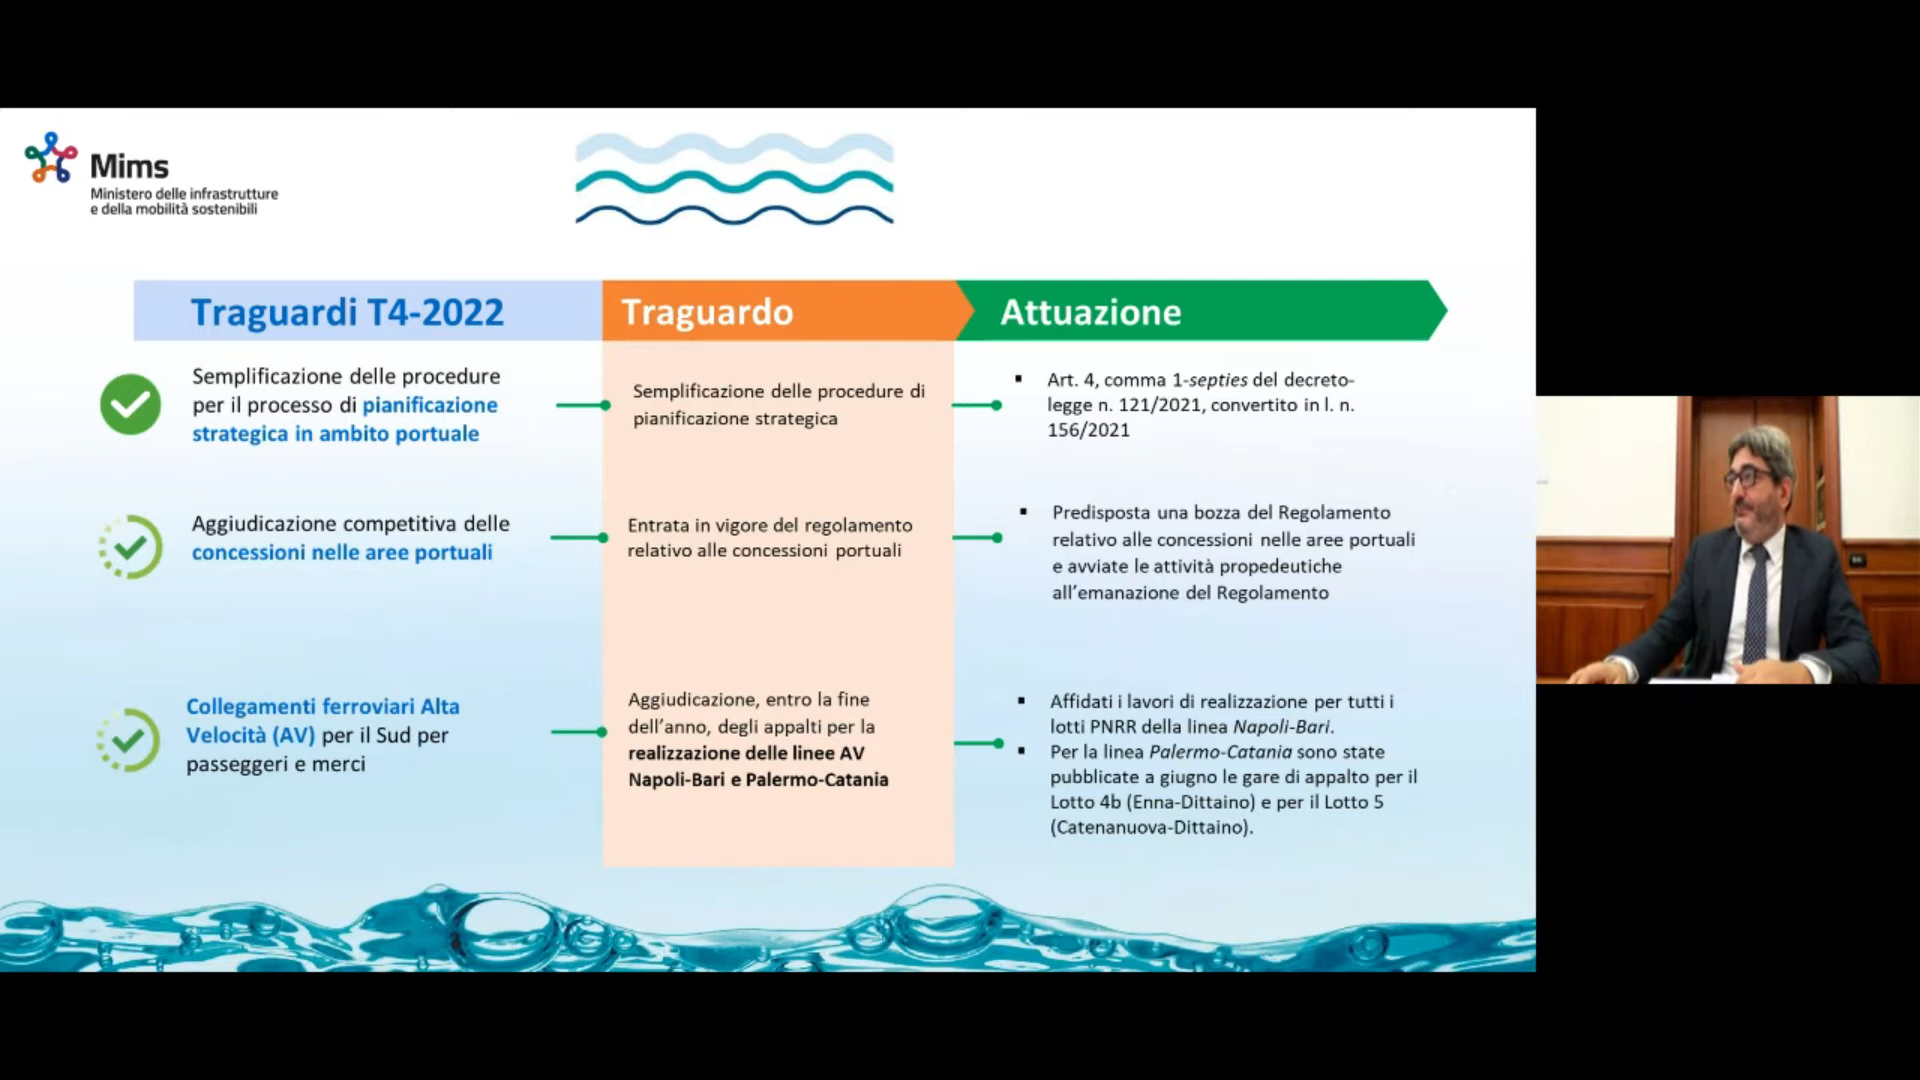 Mims
Ministero delle infrastrutture
e della mobilità sostenibili
Traguardi T4-2022
Traguardo
Attuazione
Semplificazione delle procedure
per il processo di pianificazione
strategica in ambito portuale
Semplificazione delle procedure di
pianificazione strategica
▪ Art. 4, comma 1-septies del decreto-
legge n. 121/2021, convertito in l. n.
156/2021
Aggiudicazione competitiva delle
concessioni nelle aree portuali
Entrata in vigore del regolamento
relativo alle concessioni portuali
▪ Predisposta una bozza del Regolamento
relativo alle concessioni nelle aree portuali
e avviate le attività propedeutiche
all’emanazione del Regolamento
Collegamenti ferroviari Alta
Velocità (AV) per il Sud per
passeggeri e merci
Aggiudicazione, entro la fine
dell’anno, degli appalti per la
realizzazione delle linee AV
Napoli-Bari e Palermo-Catania
▪ Affidati i lavori di realizzazione per tutti i
lotti PNRR della linea Napoli-Bari.
▪ Per la linea Palermo-Catania sono state
pubblicate a giugno le gare di appalto per il
Lotto 4b (Enna-Dittaino) e per il Lotto 5
(Catenanuova-Dittaino).